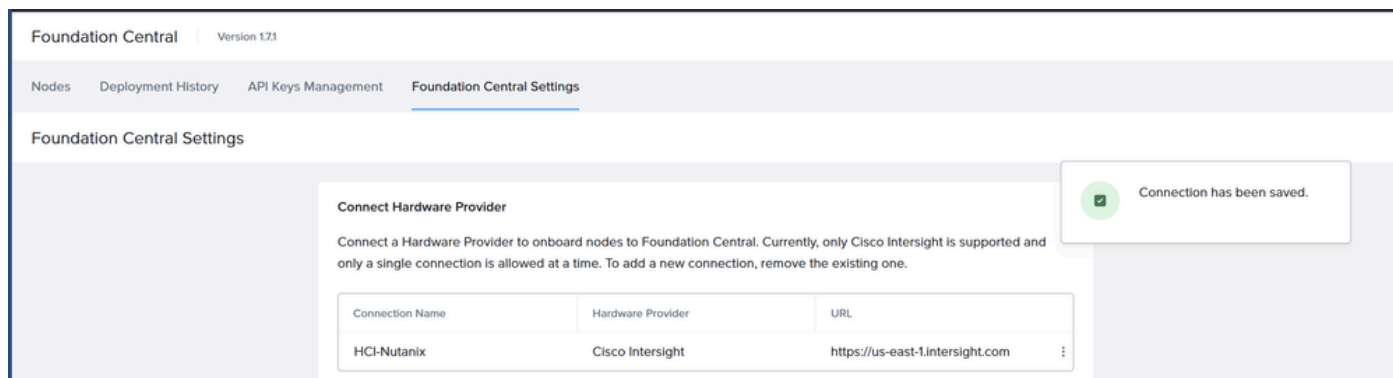 Foundation Central Version 1.7.1
Nodes Deployment History API Keys Management Foundation Central Settings
Foundation Central Settings
Connection has been saved.
Connect Hardware Provider
Connect a Hardware Provider to onboard nodes to Foundation Central. Currently, only Cisco Intersight is supported and
only a single connection is allowed at a time. To add a new connection, remove the existing one.
Connection Name Hardware Provider URL
HCI-Nutanix Cisco Intersight https://us-east-1.intersight.com